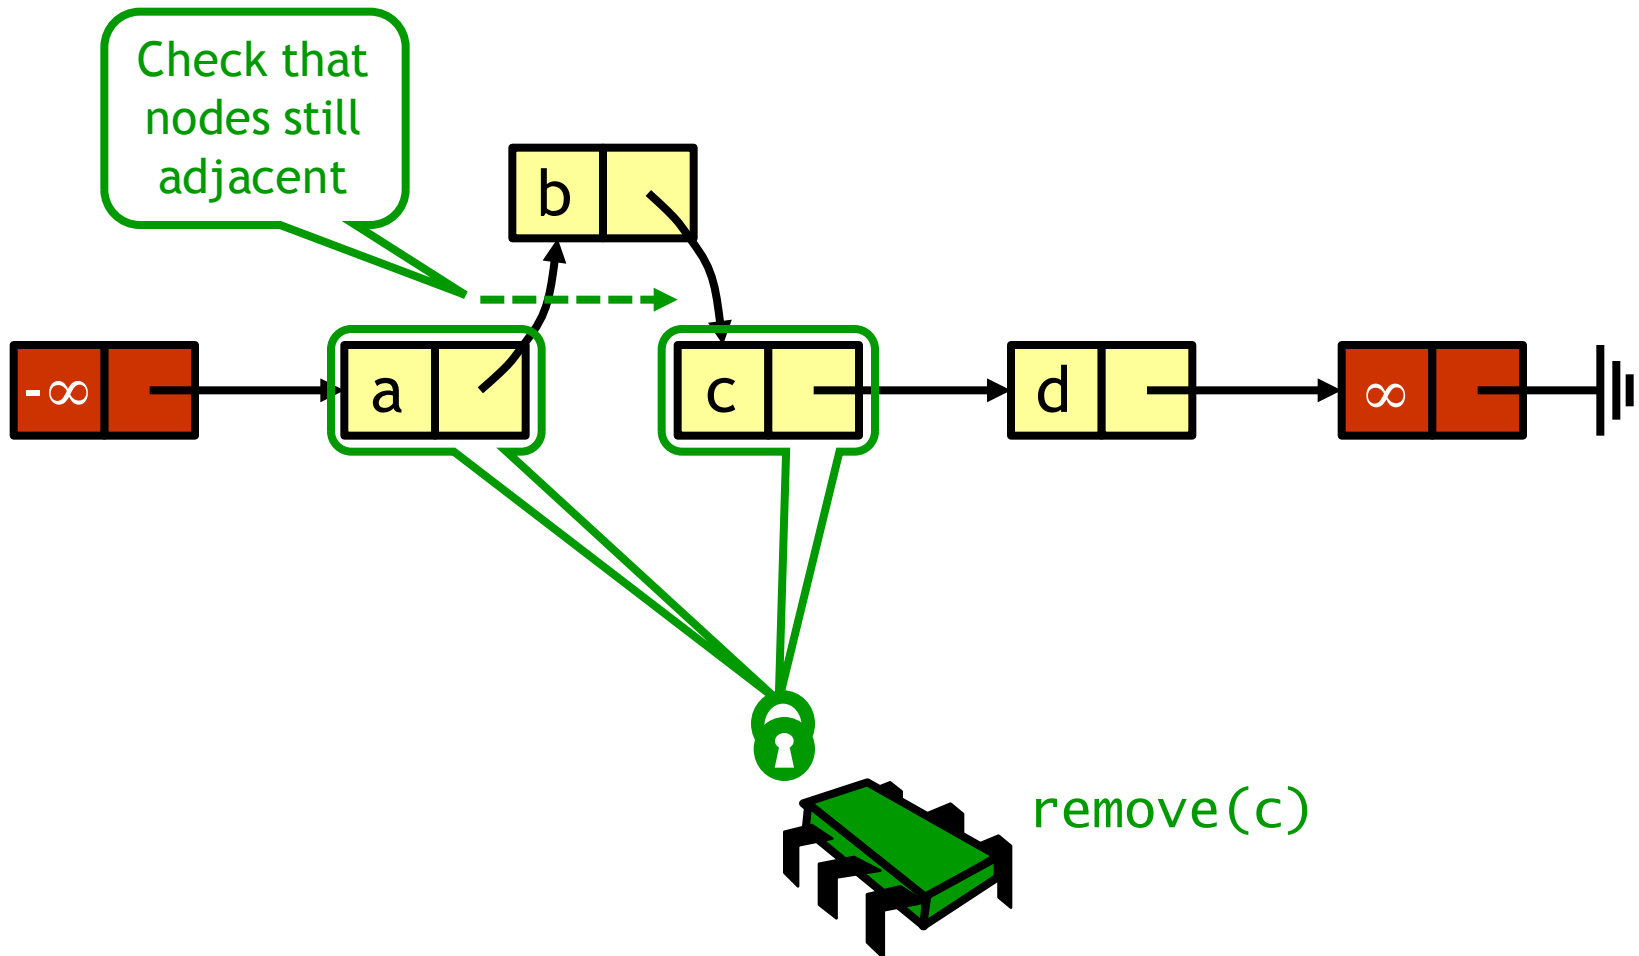 Check that
nodes still
adjacent
b
-∞ a c d ∞
remove(c)